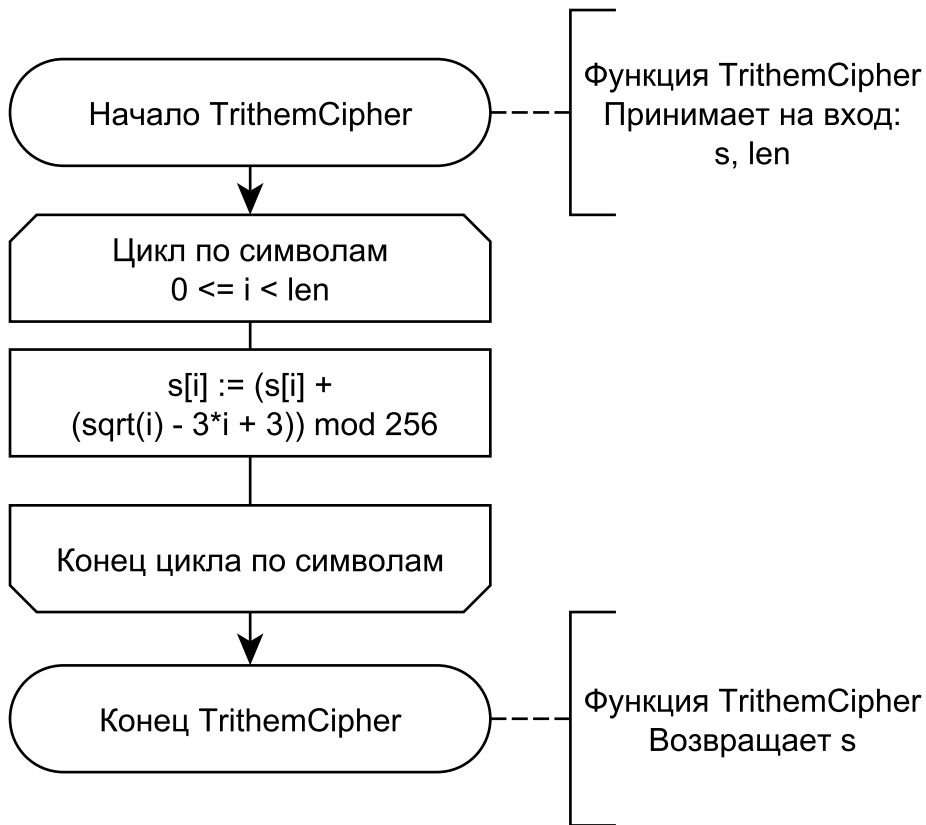 Начало TrithemCipher
Функция TrithemCipher
Принимает на вход:
s, len
Цикл по символам
0 <= i < len
s[i] := (s[i] +
(sqrt(i) - 3*i + 3)) mod 256
Конец цикла по символам
Конец TrithemCipher
Функция TrithemCipher
Возвращает s